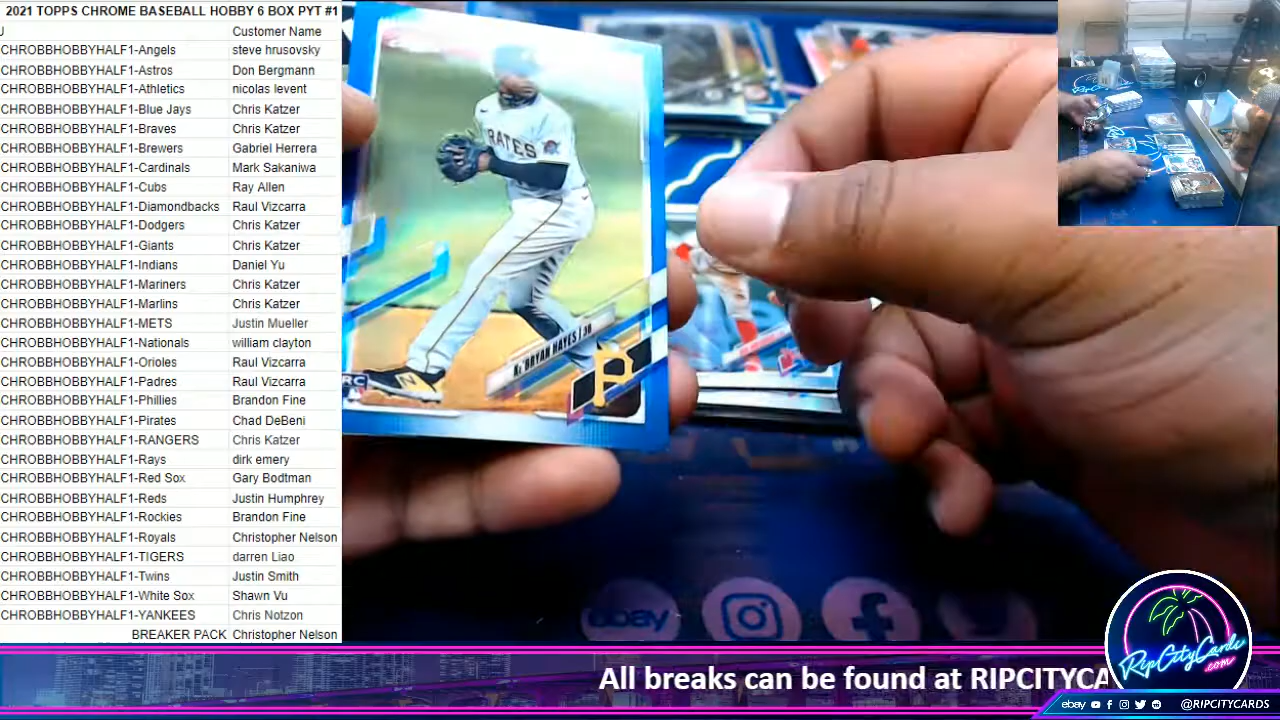 2021 TOPPS CHROME BASEBALL HOBBY 6 BOX PYT #1
Customer Name
CHROBBHOBBYHALF1-Angels steve hrusovsky
CHROBBHOBBYHALF1-Astros Don Bergmann
CHROBBHOBBYHALF1-Athletics nicolas levent
CHROBBHOBBYHALF1-Blue Jays Chris Katzer
CHROBBHOBBYHALF1-Braves Chris Katzer
CHROBBHOBBYHALF1-Brewers Gabriel Herrera
CHROBBHOBBYHALF1-Cardinals Mark Sakaniwa
CHROBBHOBBYHALF1-Cubs Ray Allen
CHROBBHOBBYHALF1-Diamondbacks Raul Vizcarra
CHROBBHOBBYHALF1-Dodgers Chris Katzer
CHROBBHOBBYHALF1-Giants Chris Katzer
CHROBBHOBBYHALF1-Indians Daniel Yu
CHROBBHOBBYHALF1-Mariners Chris Katzer
CHROBBHOBBYHALF1-Marlins Chris Katzer
CHROBBHOBBYHALF1-METS Justin Mueller
CHROBBHOBBYHALF1-Nationals william clayton
CHROBBHOBBYHALF1-Orioles Raul Vizcarra
CHROBBHOBBYHALF1-Padres Raul Vizcarra
CHROBBHOBBYHALF1-Phillies Brandon Fine
CHROBBHOBBYHALF1-Pirates Chad DeBeni
CHROBBHOBBYHALF1-RANGERS Chris Katzer
CHROBBHOBBYHALF1-Rays dirk emery
CHROBBHOBBYHALF1-Red Sox Gary Bodtman
CHROBBHOBBYHALF1-Reds Justin Humphrey
CHROBBHOBBYHALF1-Rockies Brandon Fine
CHROBBHOBBYHALF1-Royals Christopher Nelson
CHROBBHOBBYHALF1-TIGERS darren Liao
CHROBBHOBBYHALF1-Twins Justin Smith
CHROBBHOBBYHALF1-White Sox Shawn Vu
CHROBBHOBBYHALF1-YANKEES Chris Notzon
BREAKER PACK Christopher Nelson
RATES
KE'BRYAN HAYES | 3B
P
RC
ebay
All breaks can be found at RIPCITYCA
RipCityCards
.com
ebay @RIPCITYCARDS